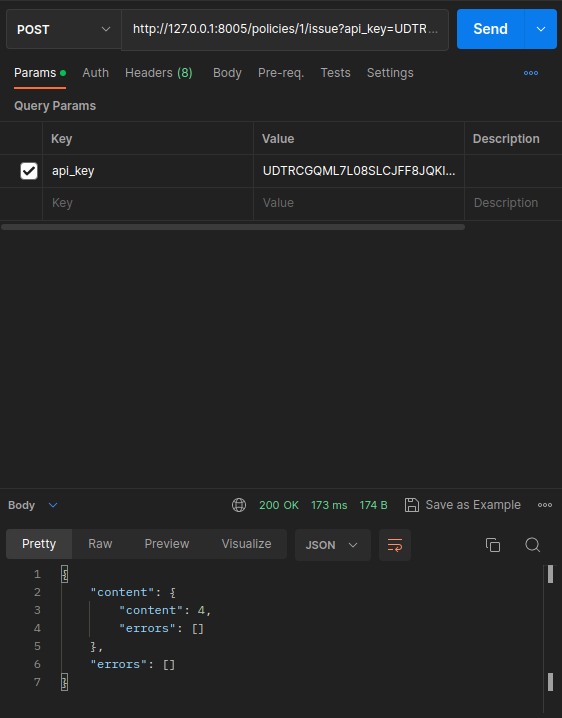 POST http://127.0.0.1:8005/policies/1/issue?api_key=UDTR... Send
Params Auth Headers (8) Body Pre-req. Tests Settings
Query Params
Key Value Description
api_key UDTRCGQML7L08SLCJFF8JQKI...
Key Value Description
Body 200 OK 173 ms 174 B Save as Example
Pretty Raw Preview Visualize JSON
1 {
2 "content": {
3 "content": 4,
4 "errors": []
5 },
6 "errors": []
7 }